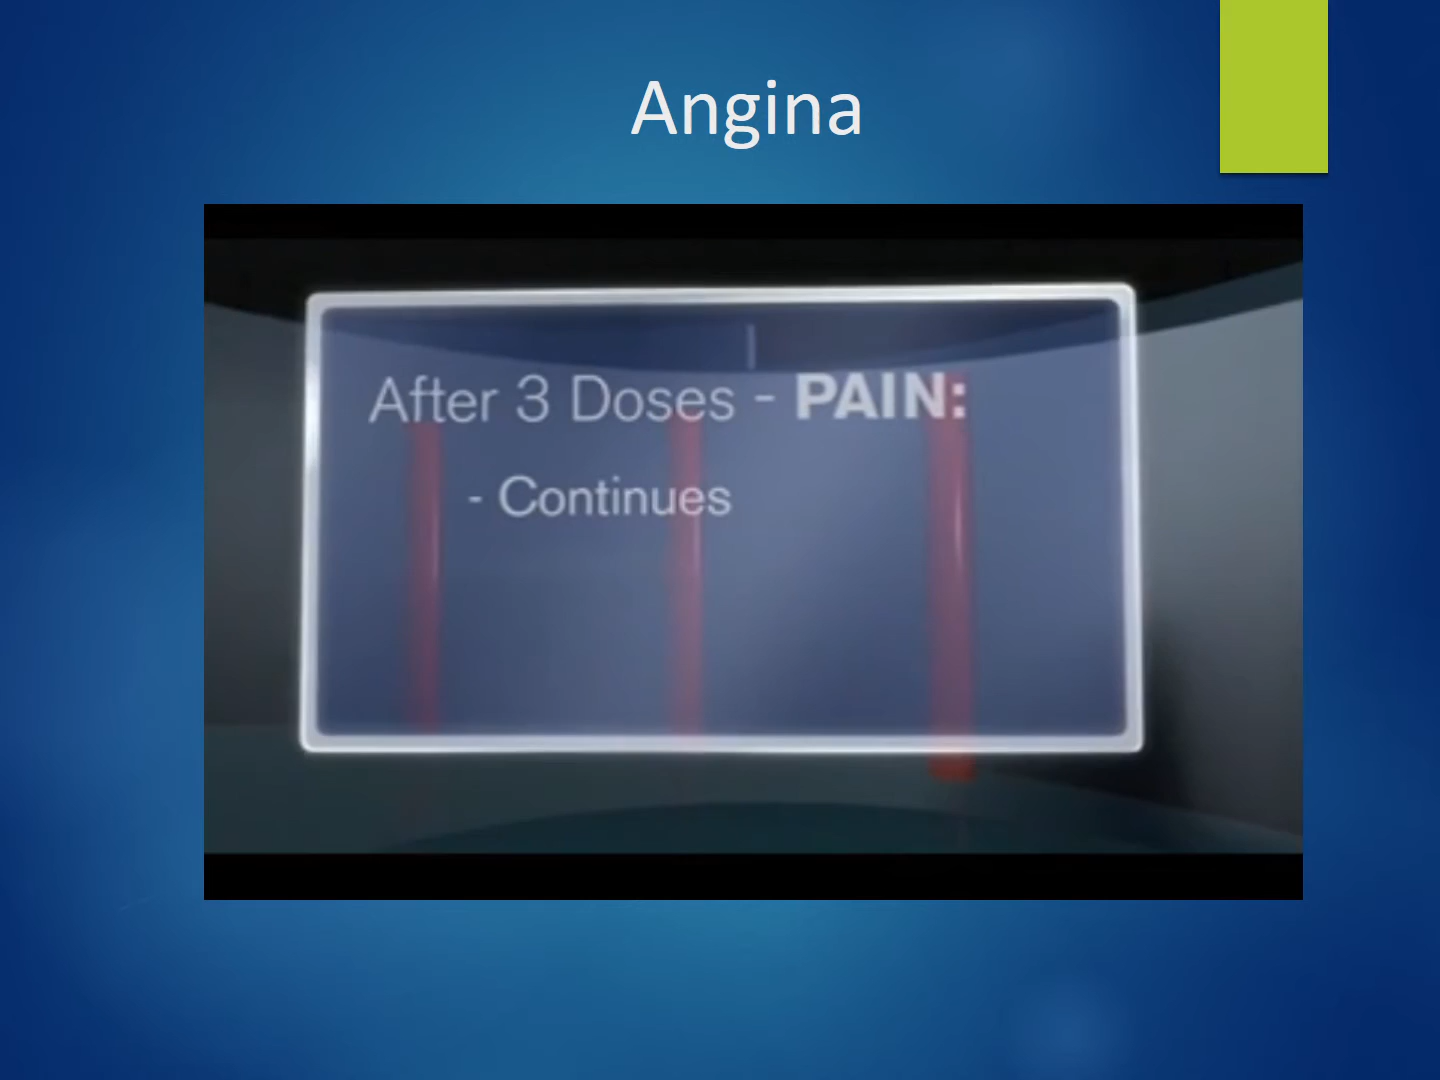 Angina
After 3 Doses - PAIN:
- Continues